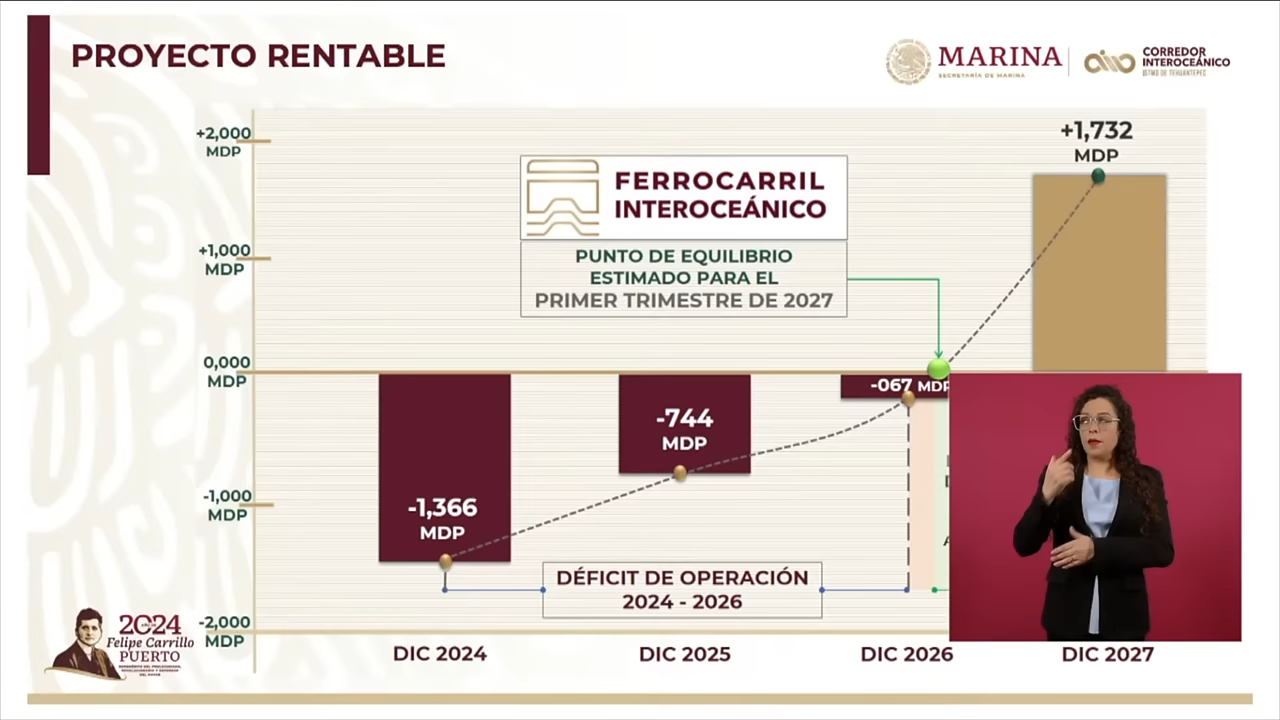 PROYECTO RENTABLE
MARINA
SECRETARÍA DE MARINA
CORREDOR
INTEROCEÁNICO
ISTMO DE TEHUANTEPEC
+2,000
MDP
+1,000
MDP
0,000
MDP
-1,000
MDP
-2,000
MDP
FERROCARRIL
INTEROCEÁNICO
PUNTO DE EQUILIBRIO
ESTIMADO PARA EL
PRIMER TRIMESTRE DE 2027
+1,732
MDP
-067 MDP
-744
MDP
-1,366
MDP
DÉFICIT DE OPERACIÓN
2024 - 2026
DIC 2024
DIC 2025
DIC 2026
DIC 2027
2024
Felipe Carrillo
PUERTO